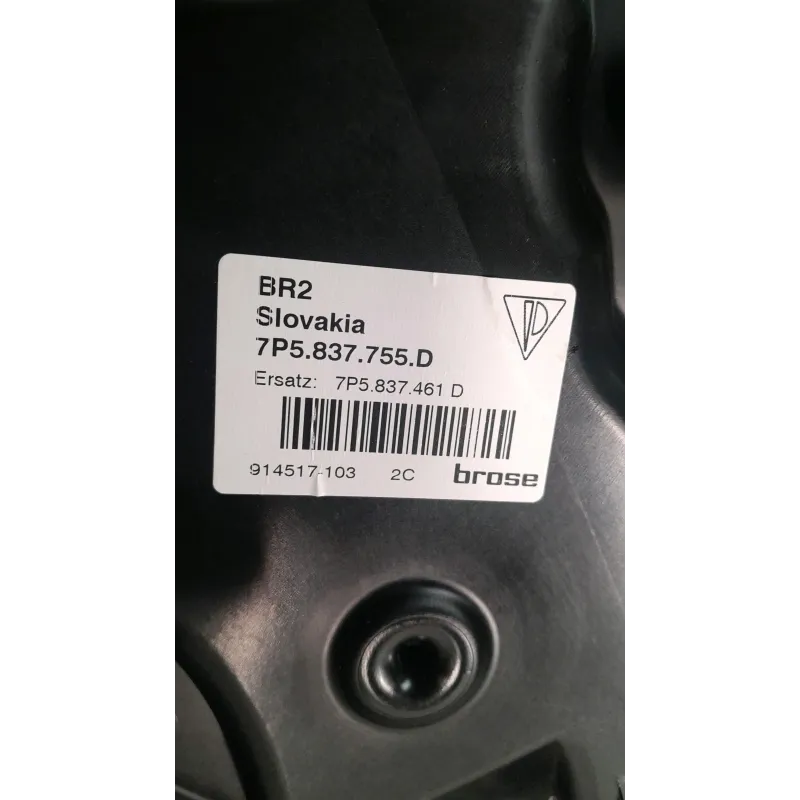 BR2
Slovakia
7P5.837.755.D
Ersatz: 7P5.837.461 D
914517-103 2C brose